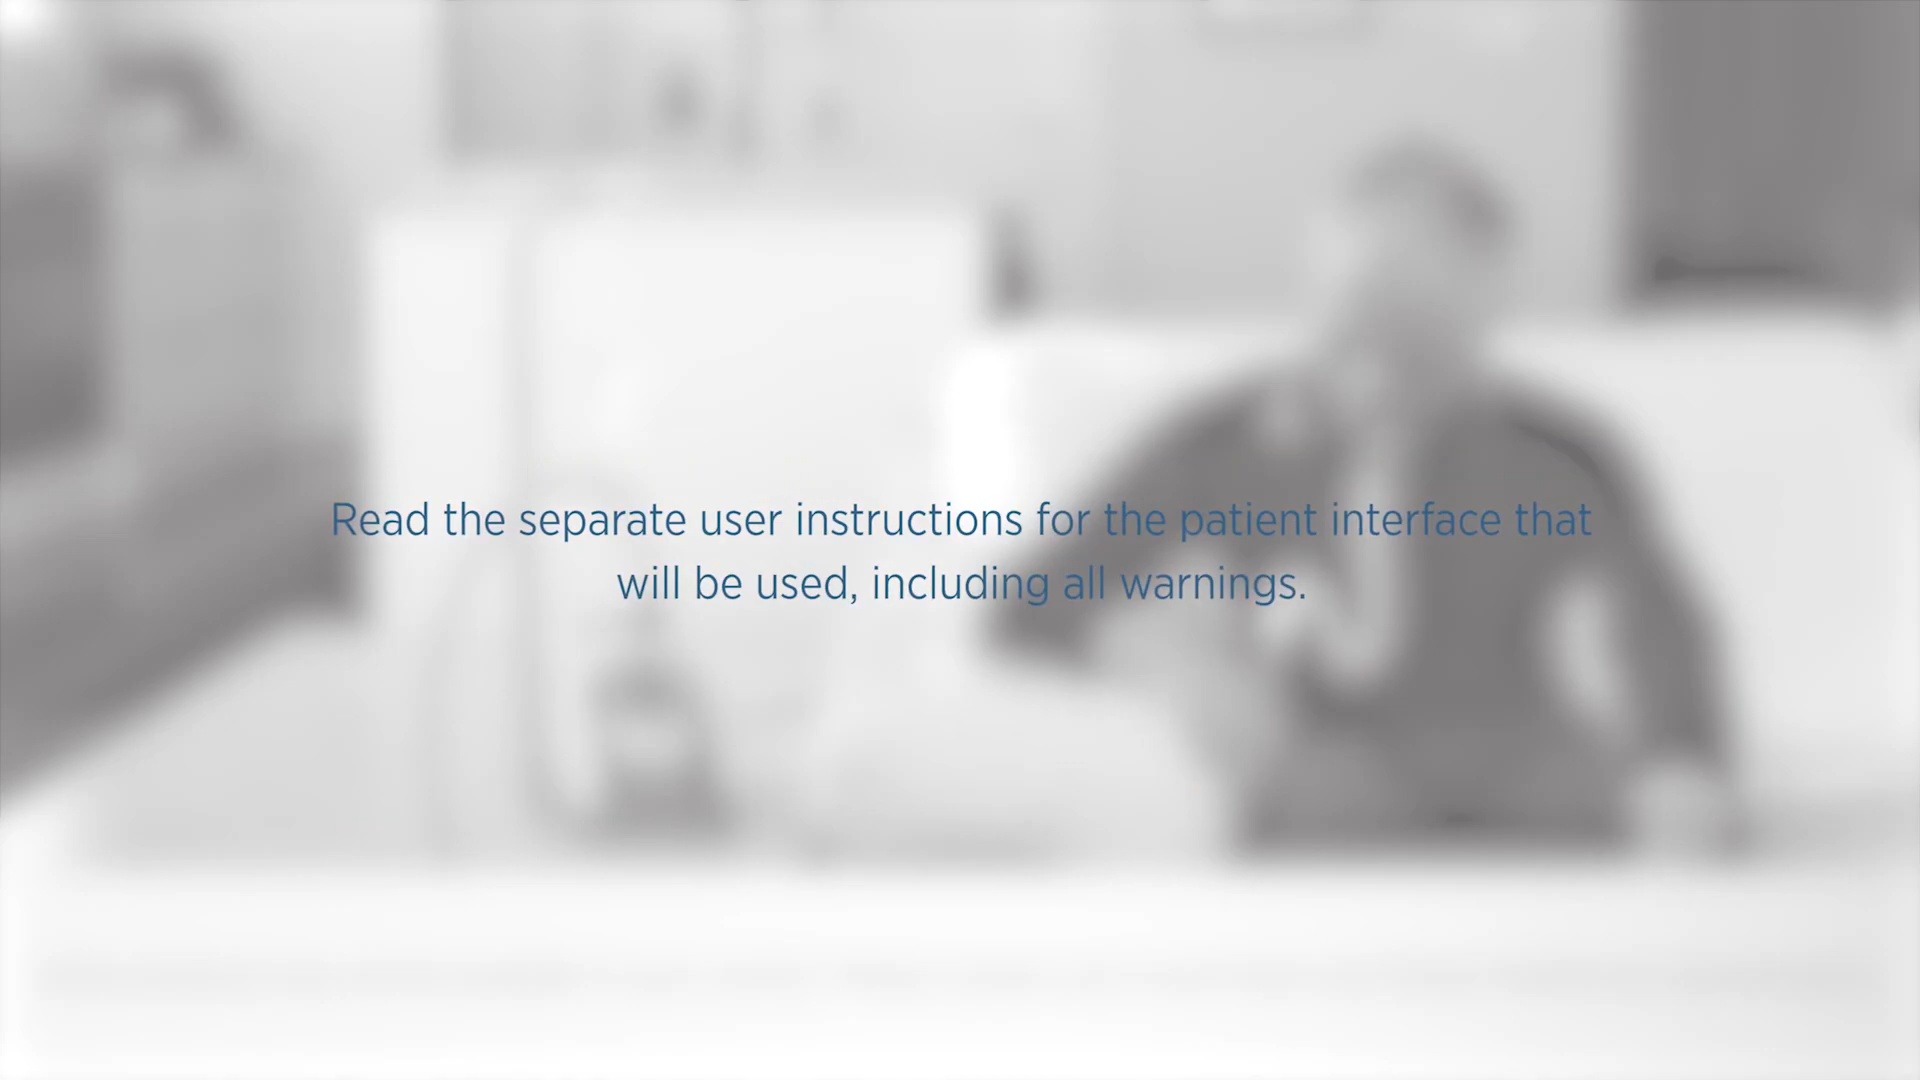 Read the separate user instructions for the patient interface that
will be used, including all warnings.